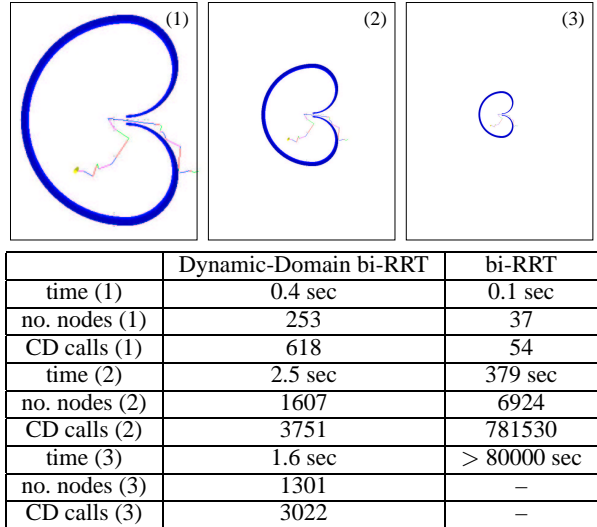 (1) (2) (3)
Dynamic-Domain bi-RRT bi-RRT
time (1) 0.4 sec 0.1 sec
no. nodes (1) 253 37
CD calls (1) 618 54
time (2) 2.5 sec 379 sec
no. nodes (2) 1607 6924
CD calls (2) 3751 781530
time (3) 1.6 sec > 80000 sec
no. nodes (3) 1301 –
CD calls (3) 3022 –